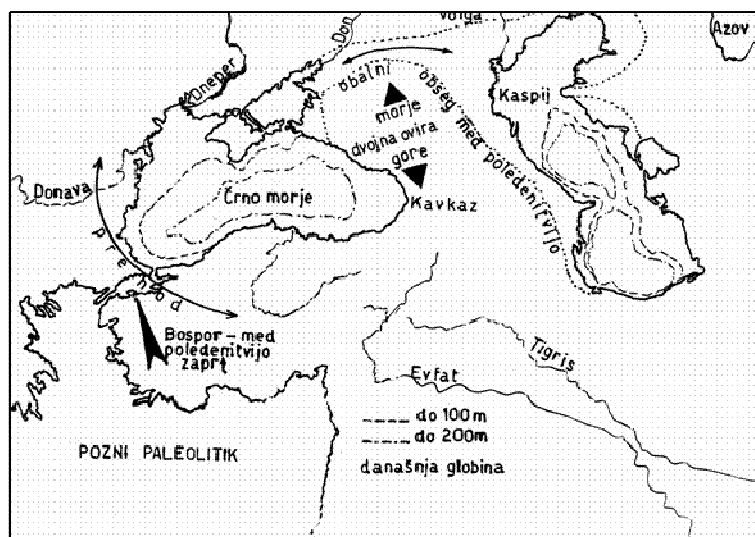 Volga
Azov
Don
Dneper
obalni
obseg med poledenitvijo
Kaspij
morje
dvojna ovira
gore
Donava
Črno morje
Kavkaz
prehod
Bospor – med
poledenitvijo
zaprt
Tigris
Evfat
do 100m
do 200m
današnja globina
POZNI PALEOLITIK